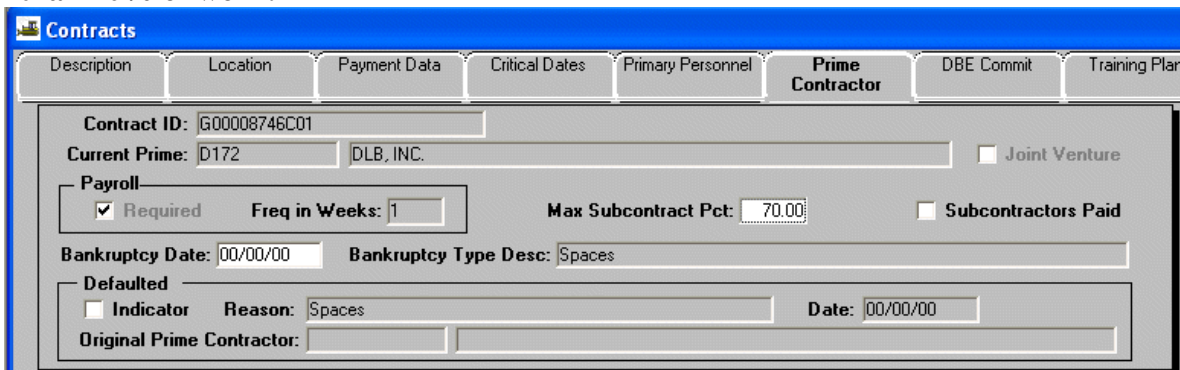 Contracts
Description Location Payment Data Critical Dates Primary Personnel Prime Contractor DBE Commit Training Plan
Contract ID: G00008746C01
Current Prime: D172 DLB, INC. Joint Venture
Payroll
Required Freq in Weeks: 1 Max Subcontract Pct: 70.00 Subcontractors Paid
Bankruptcy Date: 00/00/00 Bankruptcy Type Desc: Spaces
Defaulted
Indicator Reason: Spaces Date: 00/00/00
Original Prime Contractor: